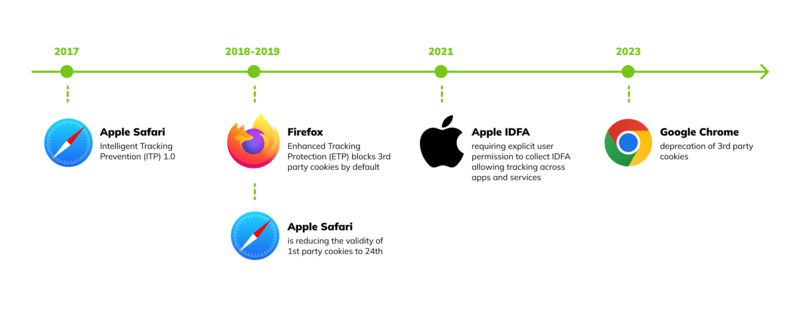 2017
2018-2019
2021
2023
Apple Safari
Intelligent Tracking
Prevention (ITP) 1.0
Firefox
Enhanced Tracking
Protection (ETP) blocks 3rd
party cookies by default
Apple IDFA
requiring explicit user
permission to collect IDFA
allowing tracking across
apps and services
Google Chrome
deprecation of 3rd party
cookies
Apple Safari
is reducing the validity of
1st party cookies to 24th